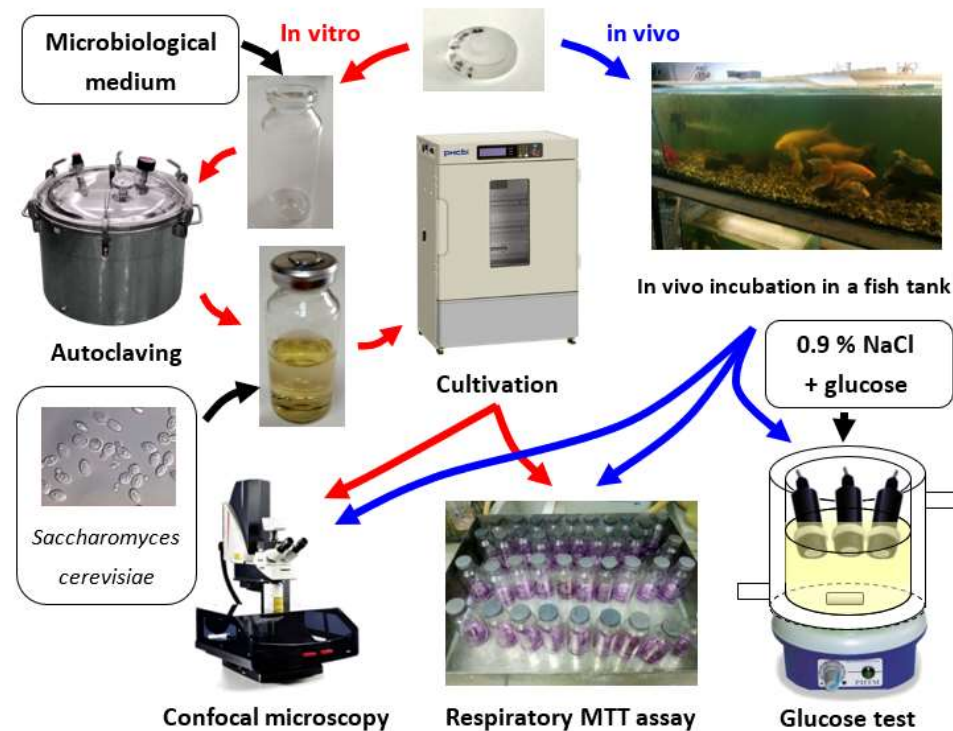 Microbiological
medium
In vitro
in vivo
PHCbi
In vivo incubation in a fish tank
Autoclaving
Cultivation
0.9 % NaCl
+ glucose
Saccharomyces
cerevisiae
Confocal microscopy
Respiratory MTT assay
Glucose test